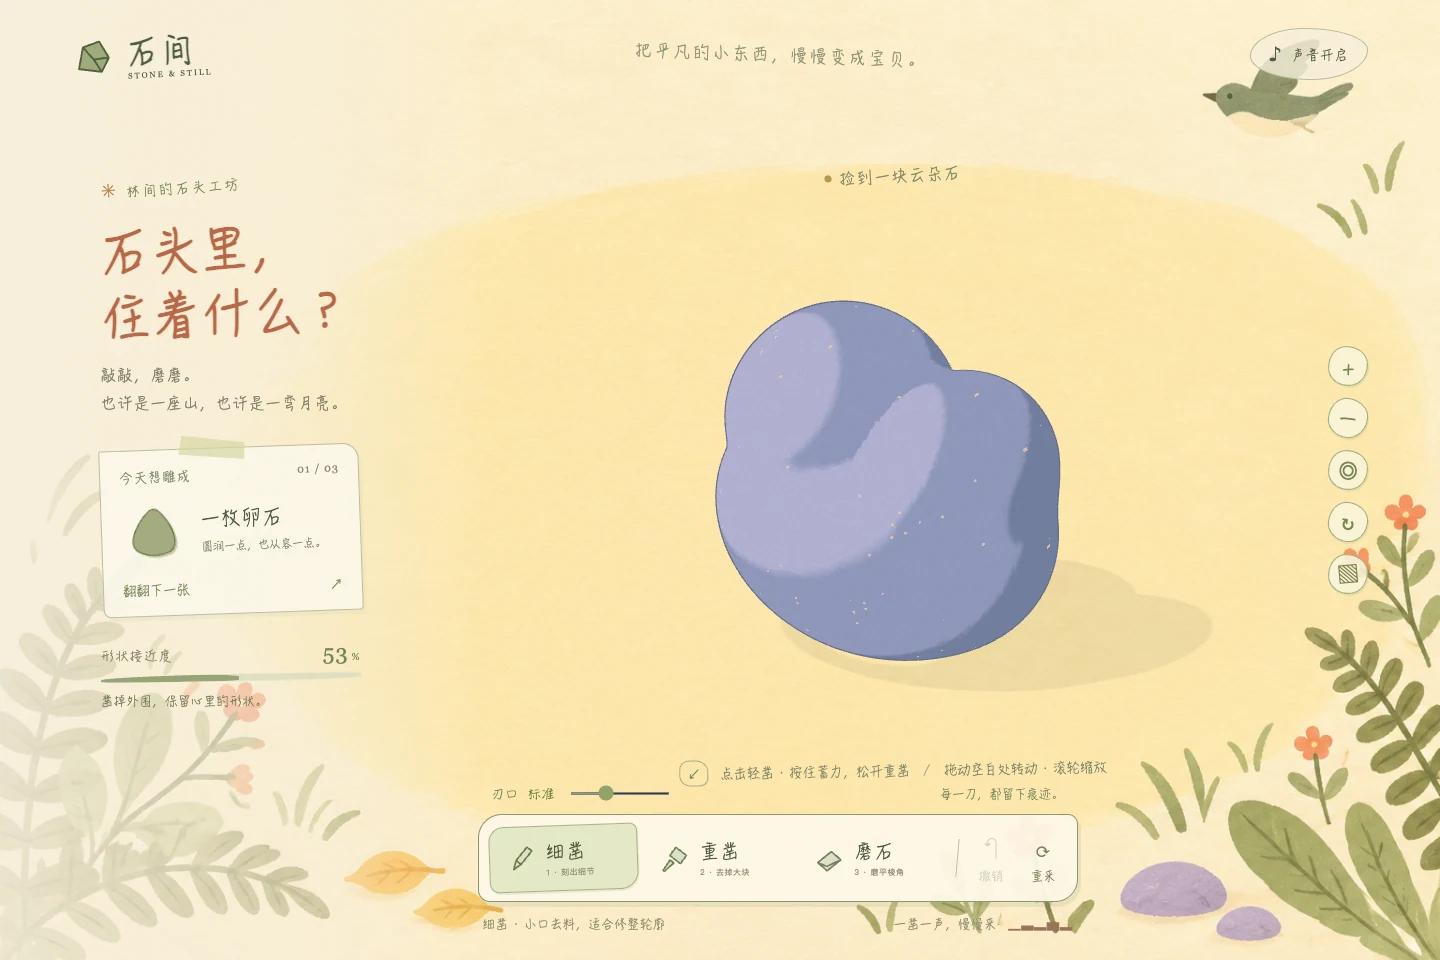 石间
STONE & STILL
把平凡的小东西，慢慢变成宝贝。
♪ 声音开启
林间的石头工坊
石头里，
住着什么？
敲敲，磨磨。
也许是一座山，也许是一弯月亮。
今天想雕成
01 / 03
一枚卵石
圆润一点，也从容一点。
翻翻下一张 ↗
形状接近度
53 %
凿掉外围，保留心里的形状。
捡到一块云朵石
+
−
◎
↻
↙ 点击轻凿 · 按住蓄力，松开重凿 / 拖动空白处转动 · 滚轮缩放
刃口 标准
每一刀，都留下痕迹。
细凿
1 · 刻出细节
重凿
2 · 去掉大块
磨石
3 · 磨平棱角
撤销
重采
细凿 · 小口去料，适合修整轮廓
一凿一声，慢慢来